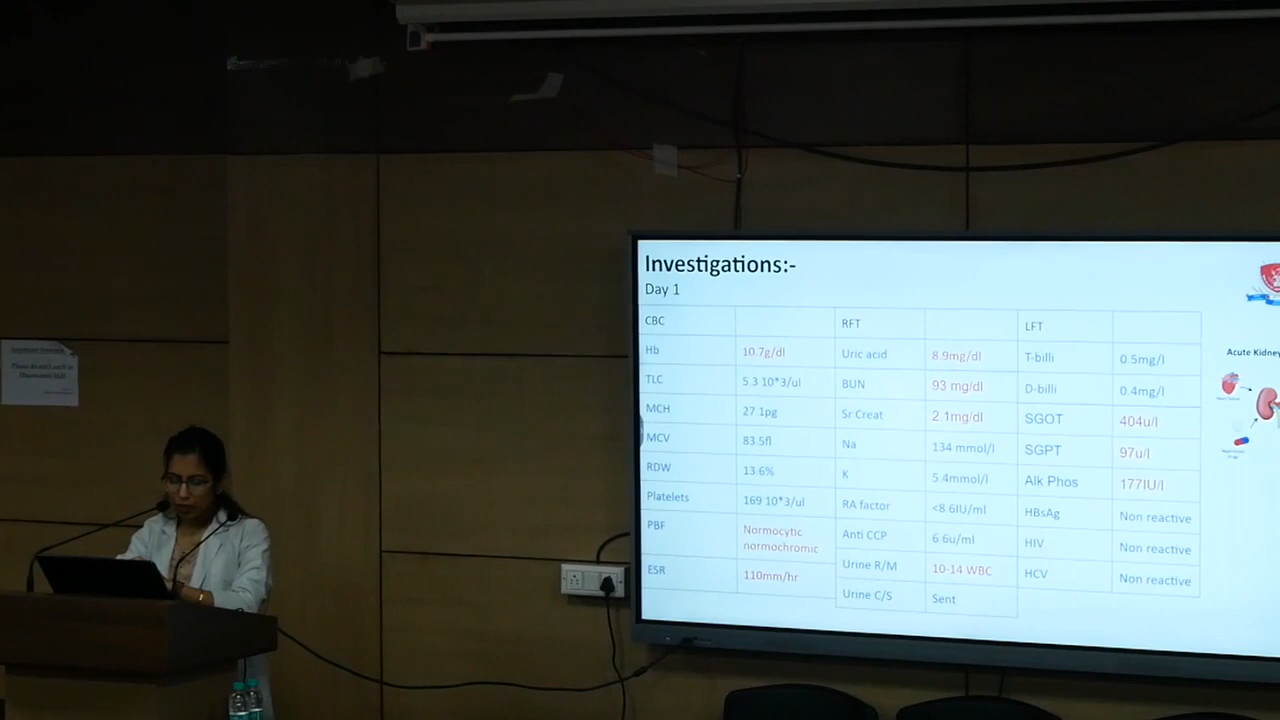 Investigations:-
Day 1
CBC RFT LFT
Hb 10.7g/dl Uric acid 8.9mg/dl T-billi 0.5mg/l
TLC 5.3 10*3/ul BUN 93 mg/dl D-billi 0.4mg/l
MCH 27.1pg Sr Creat 2.1mg/dl SGOT 404u/l
MCV 83.5fl Na 134 mmol/l SGPT 97u/l
RDW 13.6% K 5.4mmol/l Alk Phos 177IU/l
Platelets 169 10*3/ul RA factor <8.6IU/ml HBsAg Non reactive
PBF Normocytic normochromic Anti CCP 6.6u/ml HIV Non reactive
ESR 110mm/hr Urine R/M 10-14 WBC HCV Non reactive
Urine C/S Sent
Acute Kidney